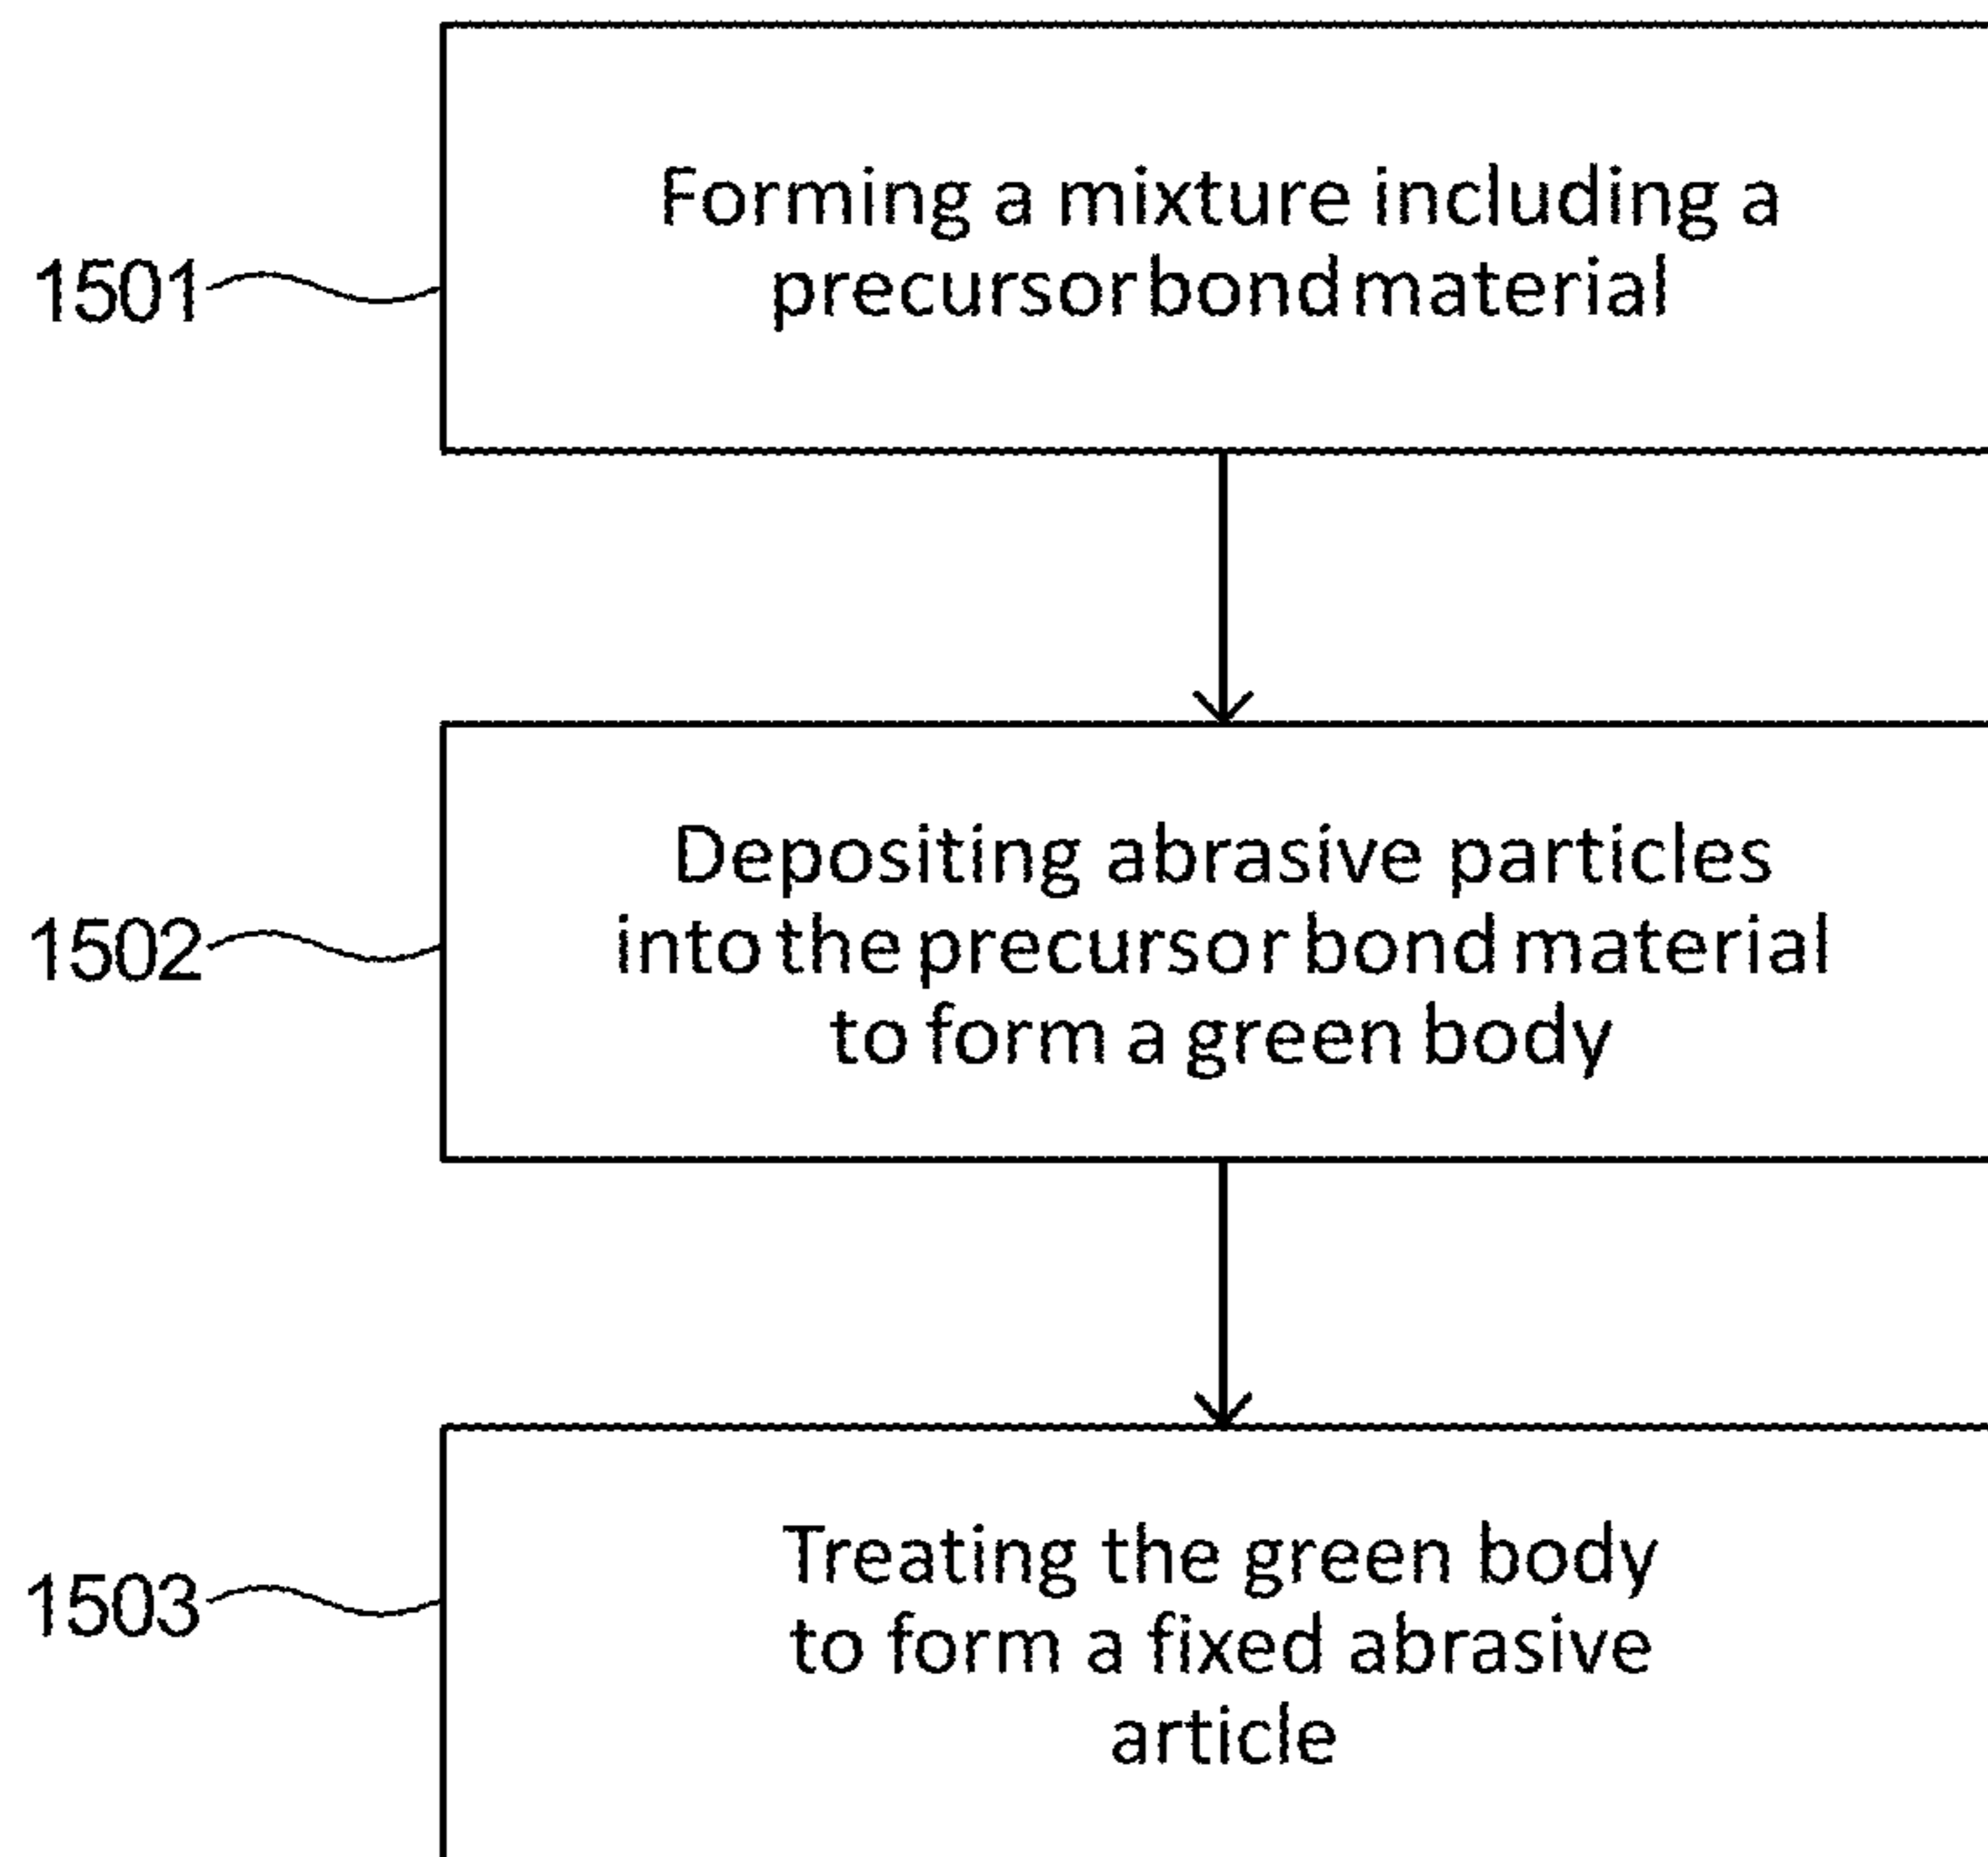 Forming a mixture including a
precursor bond material
1501
Depositing abrasive particles
into the precursor bond material
to form a green body
1502
Treating the green body
to form a fixed abrasive
article
1503